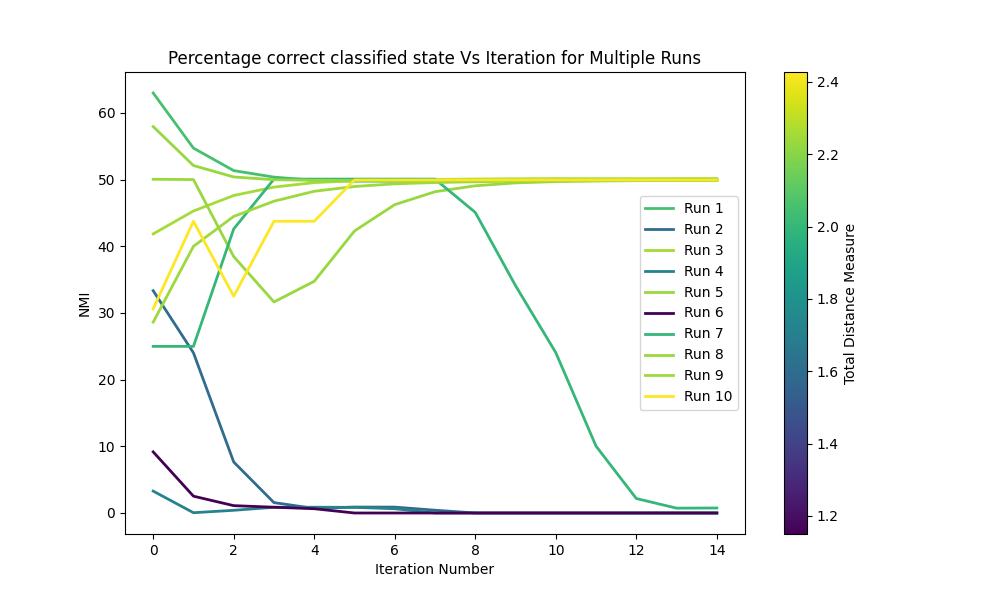 Percentage correct classified state Vs Iteration for Multiple Runs
NMI
60
50
40
30
20
10
0
0 2 4 6 8 10 12 14
Iteration Number
Run 1
Run 2
Run 3
Run 4
Run 5
Run 6
Run 7
Run 8
Run 9
Run 10
2.4
2.2
2.0
1.8
1.6
1.4
1.2
Total Distance Measure